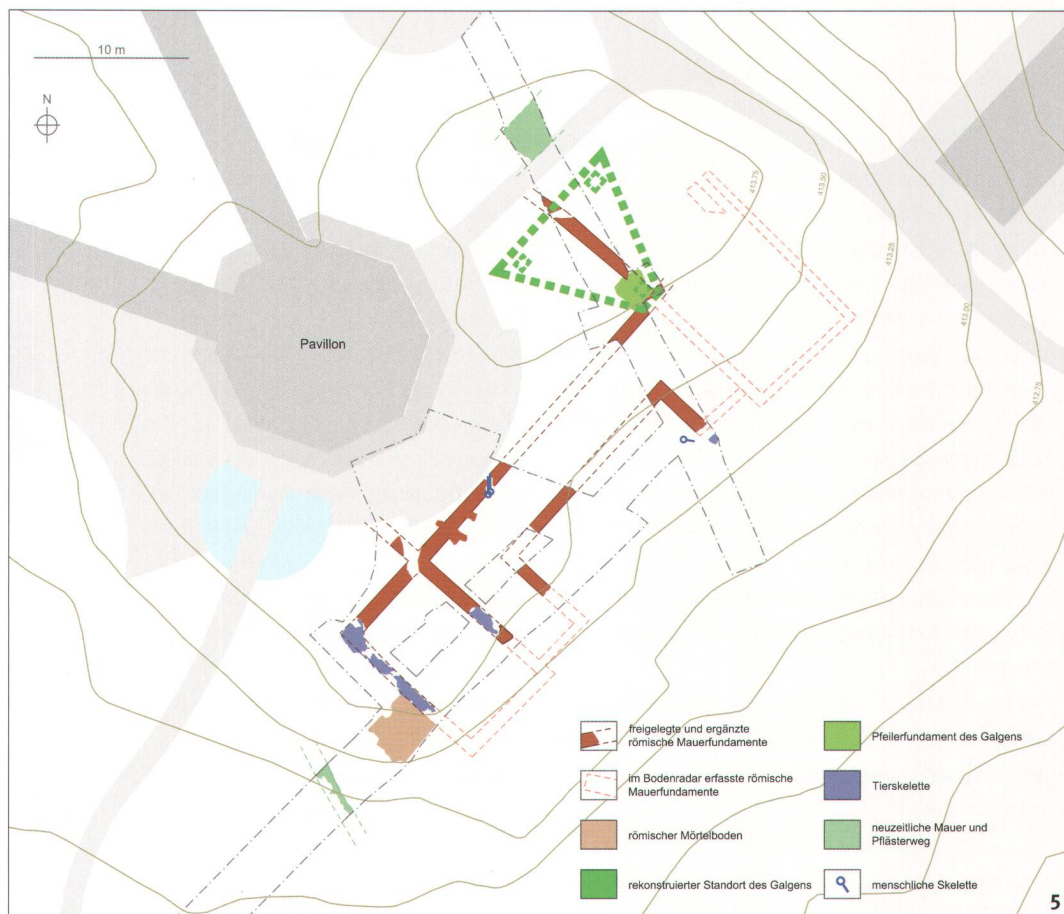 10 m
N
Pavillon
413.75
413.50
413.25
413.00
412.75
freigelegte und ergänzte
römische Mauerfundamente
im Bodenradar erfasste römische
Mauerfundamente
römischer Mörtelboden
rekonstruierter Standort des Galgens
Pfeilerfundament des Galgens
Tierskelette
neuzeitliche Mauer und
Pflästerweg
menschliche Skelette
5